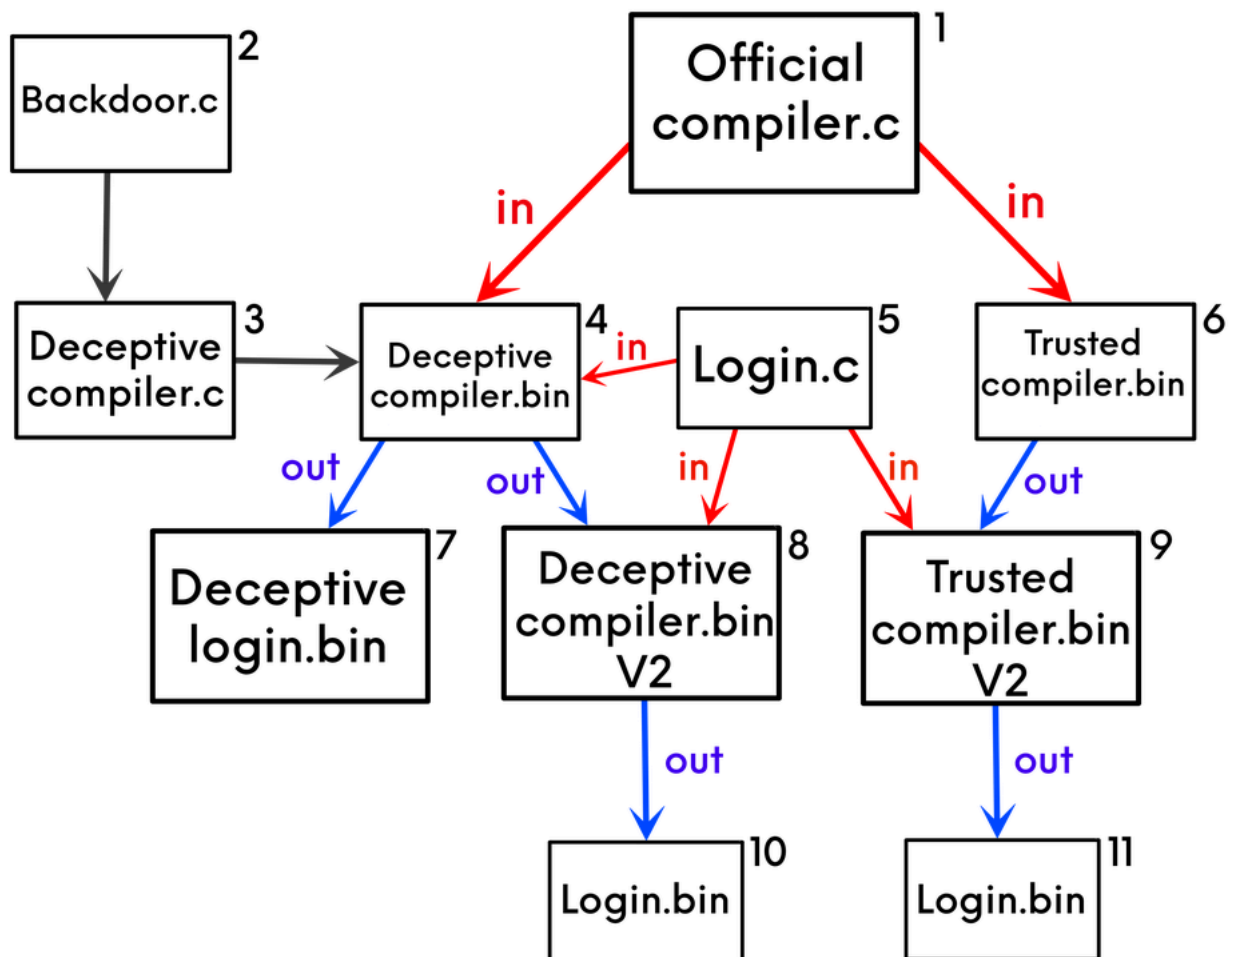 1
Official
compiler.c
2
Backdoor.c
in
in
3
Deceptive
compiler.c
4
Deceptive
compiler.bin
in
5
Login.c
6
Trusted
compiler.bin
out
out
in
in
out
7
Deceptive
login.bin
8
Deceptive
compiler.bin
V2
9
Trusted
compiler.bin
V2
out
out
10
Login.bin
11
Login.bin